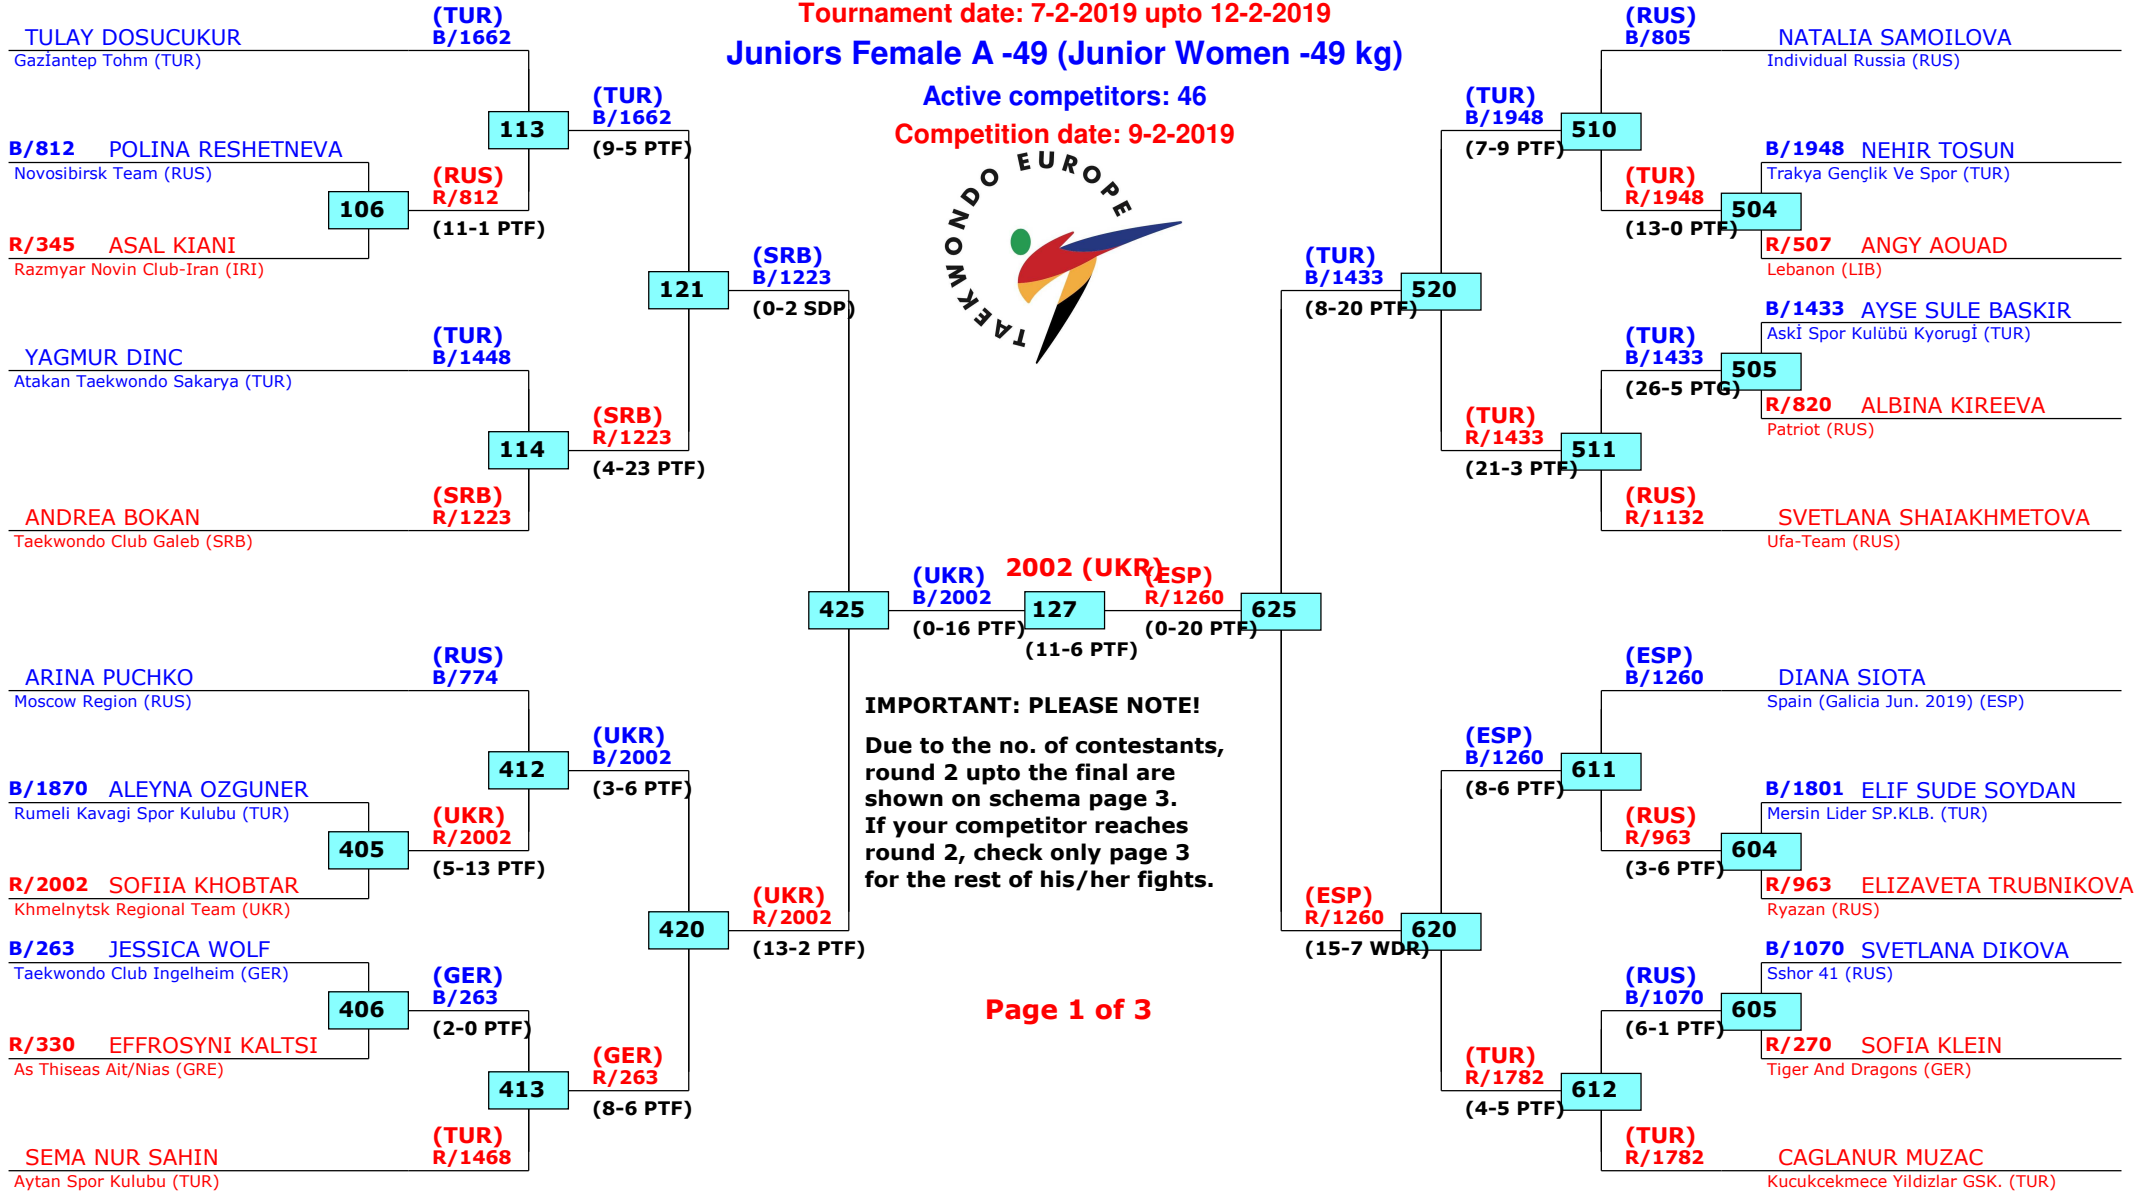 Tournament date: 7-2-2019 upto 12-2-2019
Juniors Female A -49 (Junior Women -49 kg)
Active competitors: 46
Competition date: 9-2-2019
TAEKWONDO EUROPE
TULAY DOSUCUKUR
Gazİantep Tohm (TUR)
(TUR)
B/1662
B/812 POLINA RESHETNEVA
Novosibirsk Team (RUS)
R/345 ASAL KIANI
Razmyar Novin Club-Iran (IRI)
106
(RUS)
R/812
(11-1 PTF)
113
(TUR)
B/1662
(9-5 PTF)
YAGMUR DINC
Atakan Taekwondo Sakarya (TUR)
(TUR)
B/1448
ANDREA BOKAN
Taekwondo Club Galeb (SRB)
(SRB)
R/1223
114
(SRB)
R/1223
(4-23 PTF)
121
(SRB)
B/1223
(0-2 SDP)
ARINA PUCHKO
Moscow Region (RUS)
(RUS)
B/774
B/1870 ALEYNA OZGUNER
Rumeli Kavagi Spor Kulubu (TUR)
R/2002 SOFIIA KHOBTAR
Khmelnytsk Regional Team (UKR)
405
(UKR)
R/2002
(5-13 PTF)
412
(UKR)
B/2002
(3-6 PTF)
B/263 JESSICA WOLF
Taekwondo Club Ingelheim (GER)
R/330 EFFROSYNI KALTSI
As Thiseas Ait/Nias (GRE)
406
(GER)
B/263
(2-0 PTF)
SEMA NUR SAHIN
Aytan Spor Kulubu (TUR)
(TUR)
R/1468
413
(GER)
R/263
(8-6 PTF)
420
(UKR)
R/2002
(13-2 PTF)
425
(UKR)
B/2002
(0-16 PTF)
2002 (UKR)
127
(11-6 PTF)
(ESP)
R/1260
(0-20 PTF)
625
IMPORTANT: PLEASE NOTE!
Due to the no. of contestants,
round 2 upto the final are
shown on schema page 3.
If your competitor reaches
round 2, check only page 3
for the rest of his/her fights.
Page 1 of 3
(RUS)
B/805
NATALIA SAMOILOVA
Individual Russia (RUS)
B/1948 NEHIR TOSUN
Trakya Gençlik Ve Spor (TUR)
R/507 ANGY AOUAD
Lebanon (LIB)
504
(TUR)
R/1948
(13-0 PTF)
510
(TUR)
B/1948
(7-9 PTF)
B/1433 AYSE SULE BASKIR
Askİ Spor Kulübü Kyorugİ (TUR)
R/820 ALBINA KIREEVA
Patriot (RUS)
505
(TUR)
B/1433
(26-5 PTG)
(RUS)
R/1132
SVETLANA SHAIAKHMETOVA
Ufa-Team (RUS)
511
(TUR)
R/1433
(21-3 PTF)
520
(TUR)
B/1433
(8-20 PTF)
(ESP)
B/1260
DIANA SIOTA
Spain (Galicia Jun. 2019) (ESP)
B/1801 ELIF SUDE SOYDAN
Mersin Lider SP.KLB. (TUR)
R/963 ELIZAVETA TRUBNIKOVA
Ryazan (RUS)
604
(RUS)
R/963
(3-6 PTF)
611
(ESP)
B/1260
(8-6 PTF)
B/1070 SVETLANA DIKOVA
Sshor 41 (RUS)
R/270 SOFIA KLEIN
Tiger And Dragons (GER)
605
(RUS)
B/1070
(6-1 PTF)
(TUR)
R/1782
CAGLANUR MUZAC
Kucukcekmece Yildizlar GSK. (TUR)
612
(TUR)
R/1782
(4-5 PTF)
620
(ESP)
R/1260
(15-7 WDR)